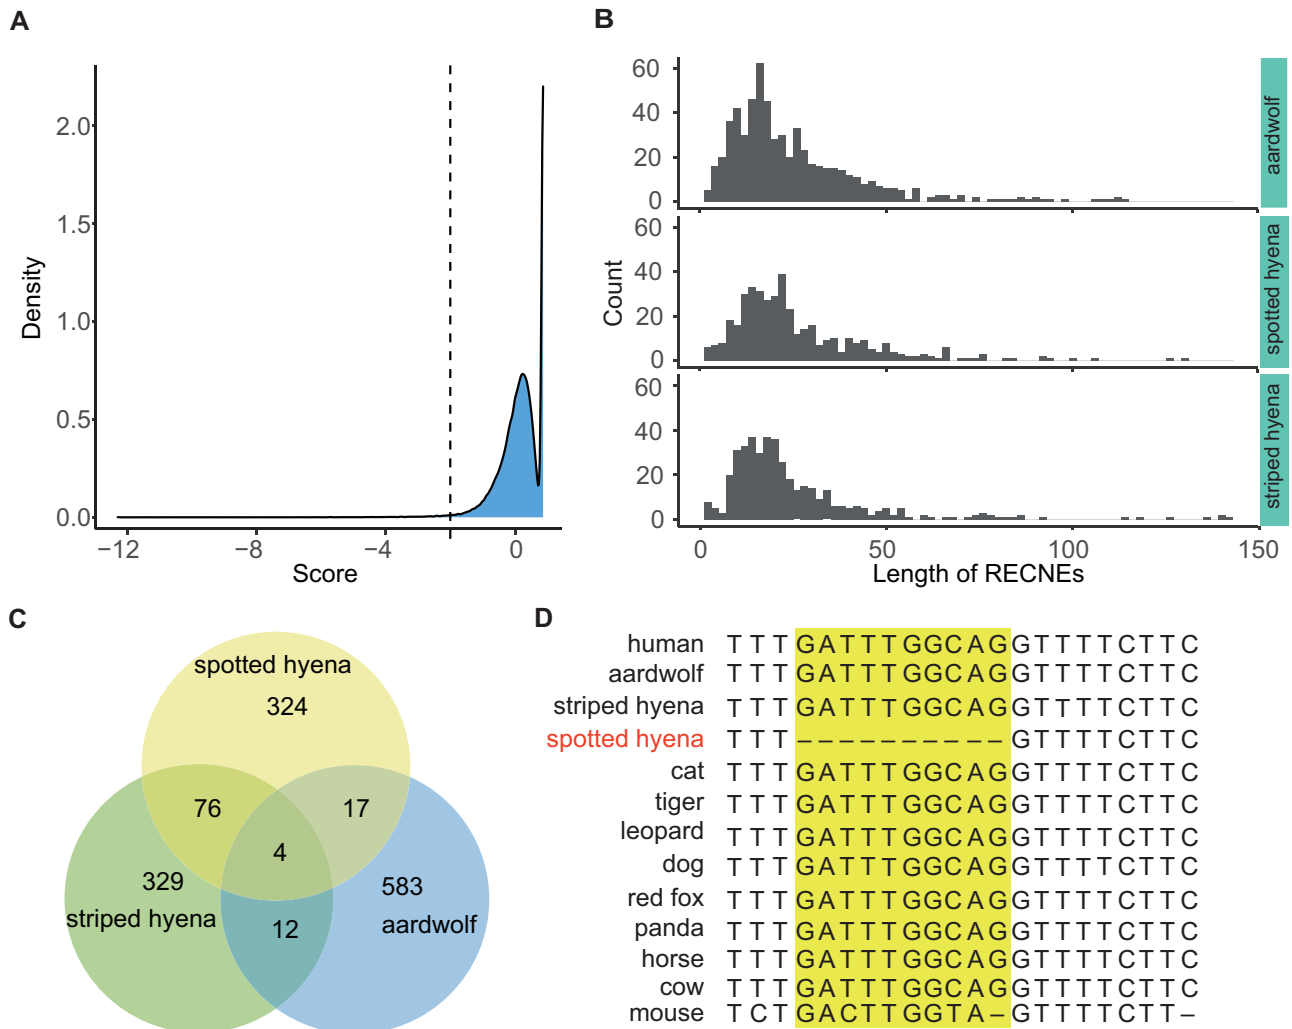 A
Density
2.0
1.5
1.0
0.5
0.0
−12
−8
−4
0
Score
B
Count
60
40
20
0
aardwolf
60
40
20
0
spotted hyena
60
40
20
0
striped hyena
0
50
100
150
Length of RECNEs
C
spotted hyena
324
76
17
4
329
583
striped hyena
aardwolf
12
D
human TTTGATTTGGCAGGTTTTCTTC
aardwolf TTTGATTTGGCAGGTTTTCTTC
striped hyena TTTGATTTGGCAGGTTTTCTTC
spotted hyena TTT––––––––––GTTTTCTTC
cat TTTGATTTGGCAGGTTTTCTTC
tiger TTTGATTTGGCAGGTTTTCTTC
leopard TTTGATTTGGCAGGTTTTCTTC
dog TTTGATTTGGCAGGTTTTCTTC
red fox TTTGATTTGGCAGGTTTTCTTC
panda TTTGATTTGGCAGGTTTTCTTC
horse TTTGATTTGGCAGGTTTTCTTC
cow TTTGATTTGGCAGGTTTTCTTC
mouse TCTGACTTGGTA–GTTTTCTT–